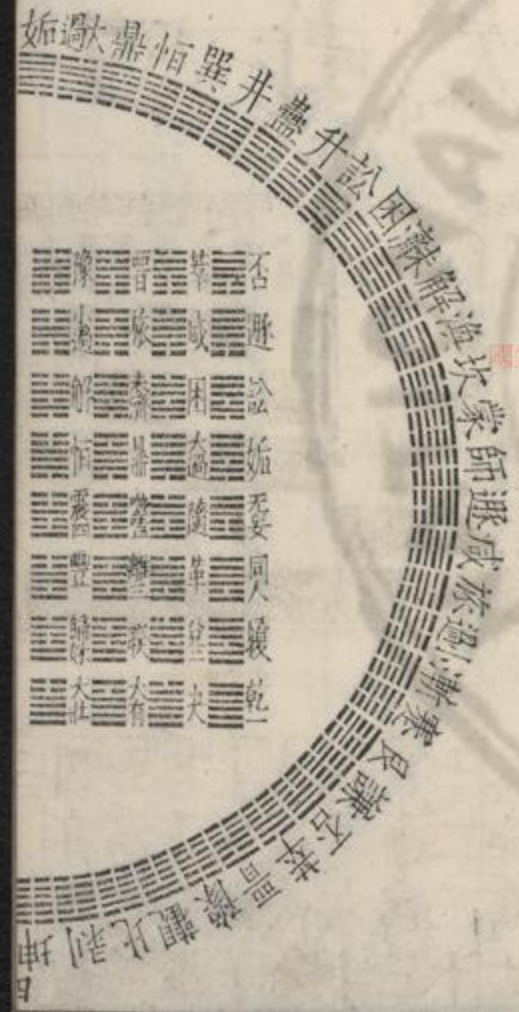 姤大過鼎恒巽井蠱升訟困未濟解渙坎蒙師遯咸旅小過漸蹇艮謙否萃晉豫觀比剝坤
否萃晉豫
遯咸旅小過
訟困未濟解
姤大過鼎恒
无妄隨噬嗑震四
同人革離三豐
履兌二睽歸妹
乾一夬大有大壯